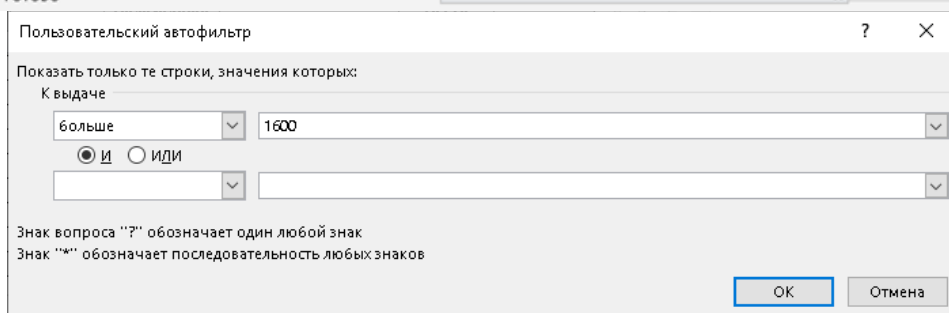 Пользовательский автофильтр ? ×
Показать только те строки, значения которых:
К выдаче
больше 1600
И ИЛИ
Знак вопроса "?" обозначает один любой знак
Знак "*" обозначает последовательность любых знаков
OK Отмена